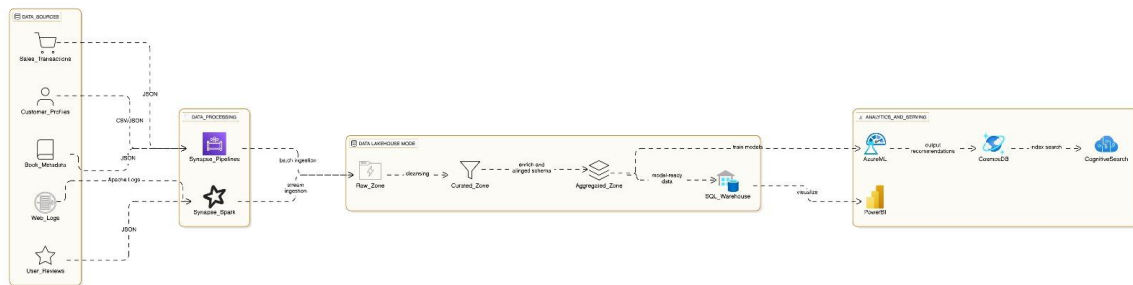 DATA_SOURCES
Sales_Transactions
JSON
Customer_Profiles
CSV/JSON
Book_Metadata
JSON
Apache Logs
Web_Logs
JSON
User_Reviews
DATA_PROCESSING
Synapse_Pipelines
batch ingestion
stream
ingestion
Synapse_Spark
DATA LAKEHOUSE MODE
Raw_Zone
cleansing
Curated_Zone
enrich and
alinged schema
Aggregated_Zone
train models
model-ready
data
SQL_Warehouse
visualize
ANALYTICS_AND_SERVING
AzureML
output
recommendations
CosmosDB
index search
CognitiveSearch
PowerBI